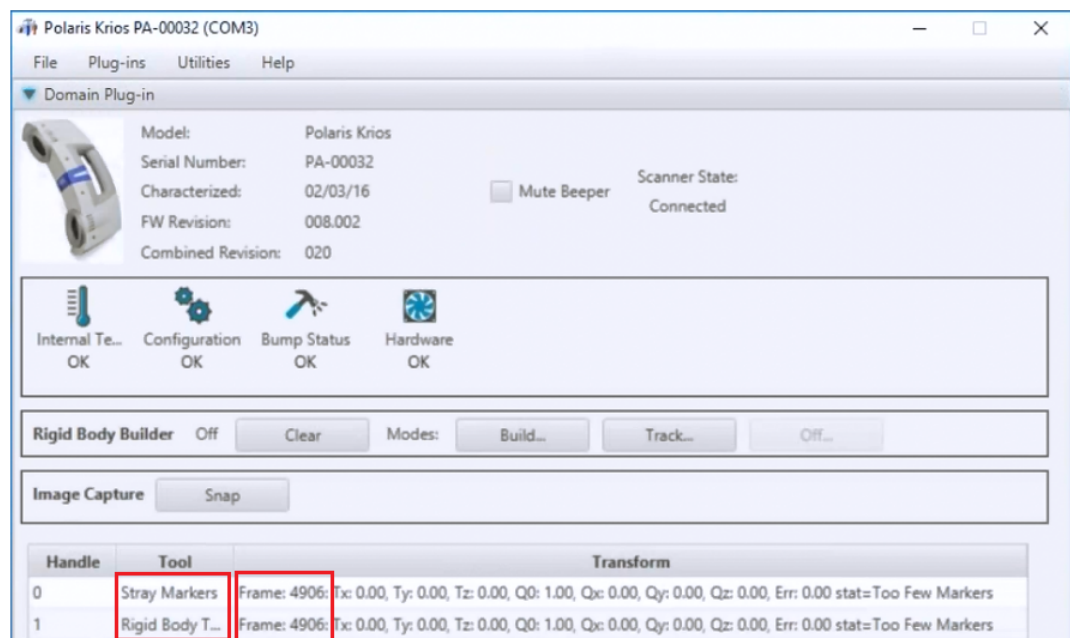 Polaris Krios PA-00032 (COM3)
File Plug-ins Utilities Help
Domain Plug-in
Model: Polaris Krios
Serial Number: PA-00032
Characterized: 02/03/16
FW Revision: 008.002
Combined Revision: 020
Mute Beeper
Scanner State:
Connected
Internal Te... Configuration Bump Status Hardware
OK OK OK OK
Rigid Body Builder Off Clear Modes: Build... Track... Off...
Image Capture Snap
Handle Tool Transform
0 Stray Markers Frame: 4906: Tx: 0.00, Ty: 0.00, Tz: 0.00, Q0: 1.00, Qx: 0.00, Qy: 0.00, Qz: 0.00, Err: 0.00 stat=Too Few Markers
1 Rigid Body T... Frame: 4906: Tx: 0.00, Ty: 0.00, Tz: 0.00, Q0: 1.00, Qx: 0.00, Qy: 0.00, Qz: 0.00, Err: 0.00 stat=Too Few Markers